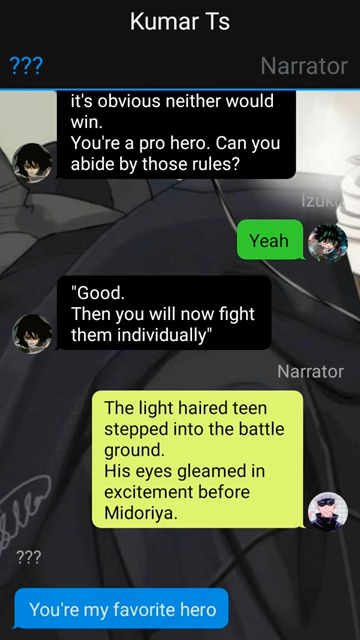 Kumar Ts
???
Narrator
it's obvious neither would
win.
You're a pro hero. Can you
abide by those rules?
Izuku
Yeah
"Good.
Then you will now fight
them individually"
Narrator
The light haired teen
stepped into the battle
ground.
His eyes gleamed in
excitement before
Midoriya.
???
You're my favorite hero